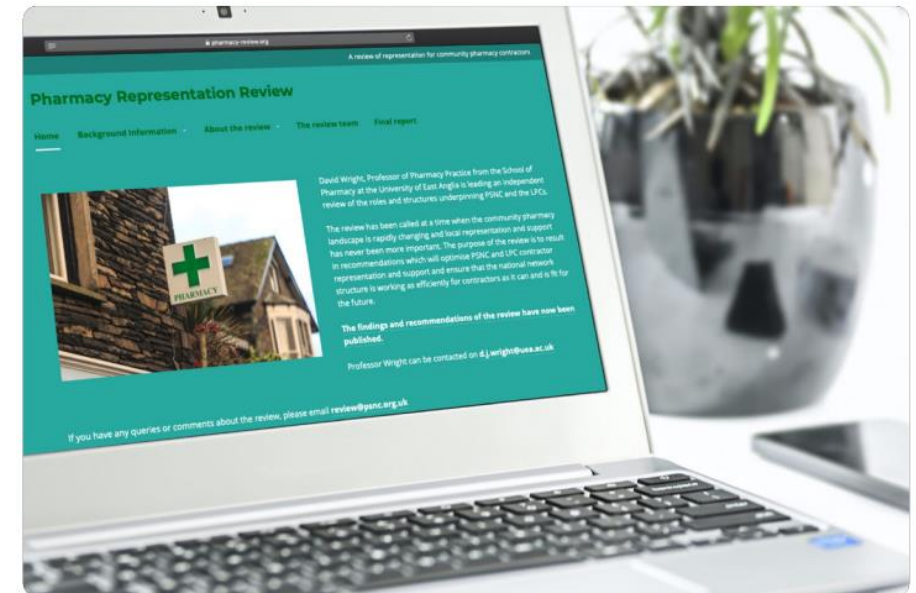 pharmacy-review.org
A review of representation for community pharmacy contractors
Pharmacy Representation Review
Home Background Information About the review The review team Final report
David Wright, Professor of Pharmacy Practice from the School of
Pharmacy at the University of East Anglia is leading an independent
review of the roles and structures underpinning PSNC and the LPCs.
The review has been called at a time when the community pharmacy
landscape is rapidly changing and local representation and support
has never been more important. The purpose of the review is to result
in recommendations which will optimise PSNC and LPC contractor
representation and support and ensure that the national network
structure is working as efficiently for contractors as it can and is fit for
the future.
PHARMACY
The findings and recommendations of the review have now been
published.
Professor Wright can be contacted on d.j.wright@uea.ac.uk
If you have any queries or comments about the review, please email review@psnc.org.uk